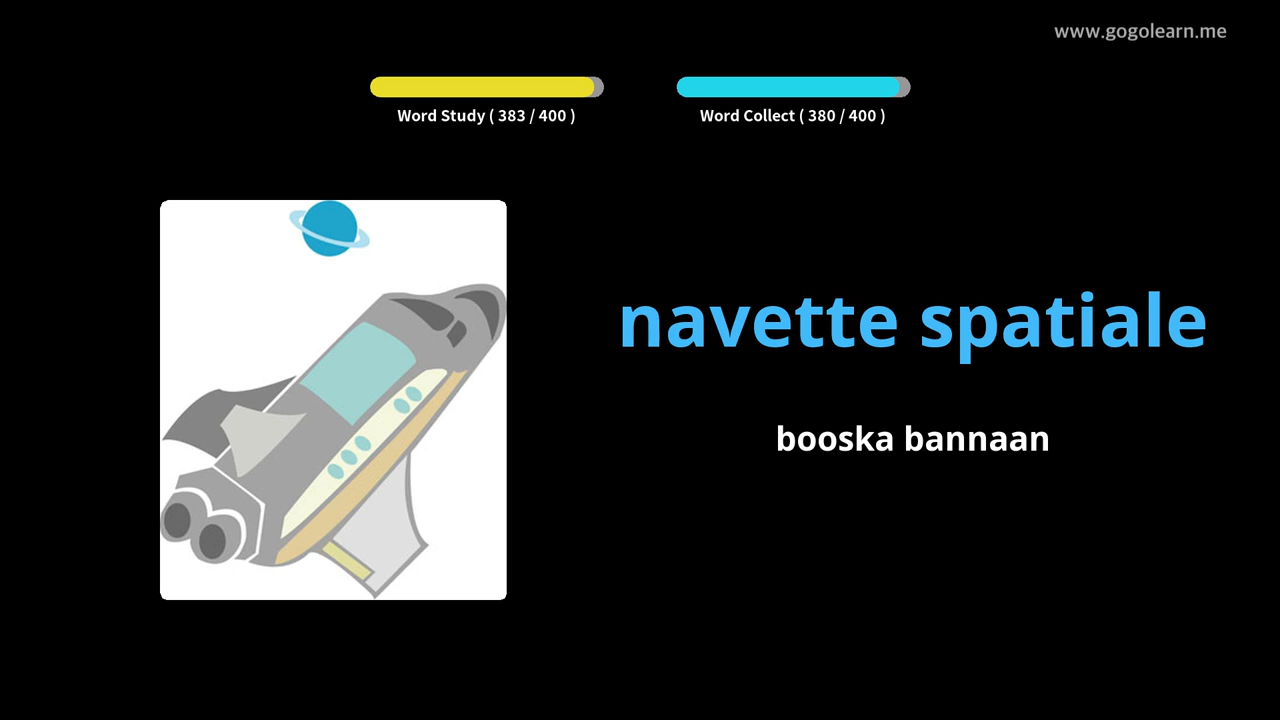 www.gogolearn.me
Word Study ( 383 / 400 )
Word Collect ( 380 / 400 )
navette spatiale
booska bannaan